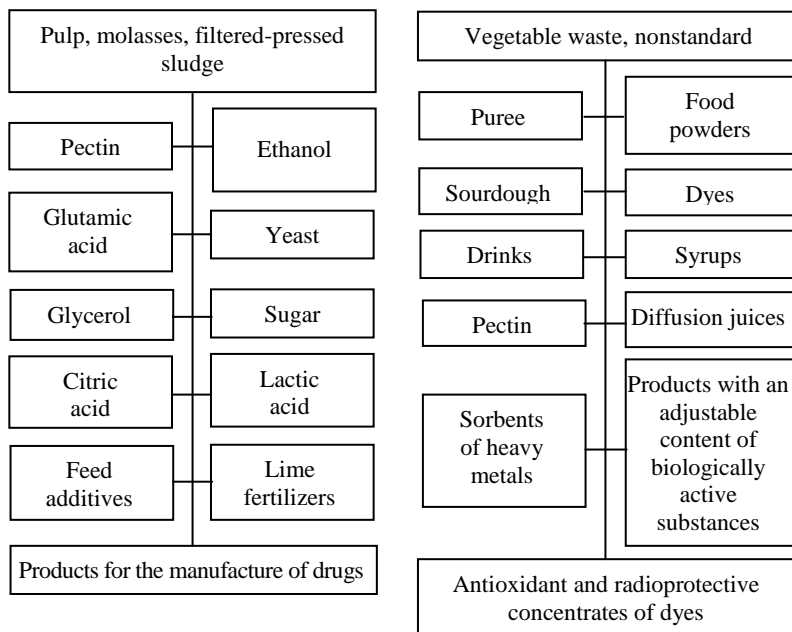 Pulp, molasses, filtered-pressed
sludge
Pectin
Ethanol
Glutamic
acid
Yeast
Glycerol
Sugar
Citric
acid
Lactic
acid
Feed
additives
Lime
fertilizers
Products for the manufacture of drugs
Vegetable waste, nonstandard
Puree
Food
powders
Sourdough
Dyes
Drinks
Syrups
Pectin
Diffusion juices
Sorbents
of heavy
metals
Products with an
adjustable
content of
biologically
active
substances
Antioxidant and radioprotective
concentrates of dyes